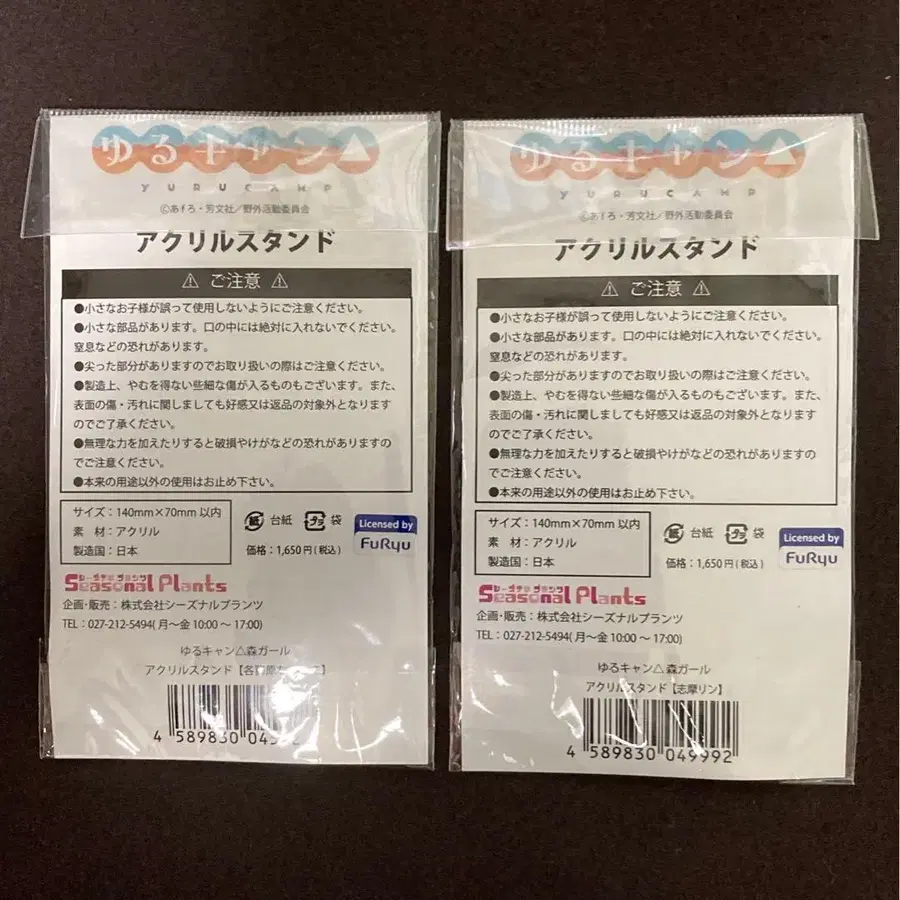 ゆるキャン△
YURUCAMP
©あfろ・芳文社／野外活動委員会
アクリルスタンド
⚠ ご注意 ⚠
●小さなお子様が誤って使用しないようにご注意ください。
●小さな部品があります。口の中には絶対に入れないでください。
窒息などの恐れがあります。
●尖った部分がありますのでお取り扱いの際はご注意ください。
●製造上、やむを得ない些細な傷が入るものもございます。また、
表面の傷・汚れに関しましても好感又は返品の対象外となります
のでご了承ください。
●無理な力を加えたりすると破損やけがなどの恐れがありますの
でご注意ください。
●本来の用途以外の使用はお止め下さい。
サイズ：140mm×70mm 以内
素　材：アクリル
製造国：日本
紙 台紙 プラ 袋
価格：1,650円(税込)
Licensed by
FuRyu
シーズナル プランツ
Seasonal Plants
企画・販売：株式会社シーズナルプランツ
TEL：027-212-5494(月～金 10:00 ～ 17:00)
ゆるキャン△森ガール
アクリルスタンド【各
4 589830
ゆるキャン△
YURUCAMP
©あfろ・芳文社／野外活動委員会
アクリルスタンド
⚠ ご注意 ⚠
●小さなお子様が誤って使用しないようにご注意ください。
●小さな部品があります。口の中には絶対に入れないでください。
窒息などの恐れがあります。
●尖った部分がありますのでお取り扱いの際はご注意ください。
●製造上、やむを得ない些細な傷が入るものもございます。また、
表面の傷・汚れに関しましても好感又は返品の対象外となります
のでご了承ください。
●無理な力を加えたりすると破損やけがなどの恐れがありますの
でご注意ください。
●本来の用途以外の使用はお止め下さい。
サイズ：140mm×70mm 以内
素　材：アクリル
製造国：日本
紙 台紙 プラ 袋
価格：1,650円(税込)
Licensed by
FuRyu
シーズナル プランツ
Seasonal Plants
企画・販売：株式会社シーズナルプランツ
TEL：027-212-5494(月～金 10:00 ～ 17:00)
ゆるキャン△森ガール
アクリルスタンド【志摩リン】
4 589830 049992